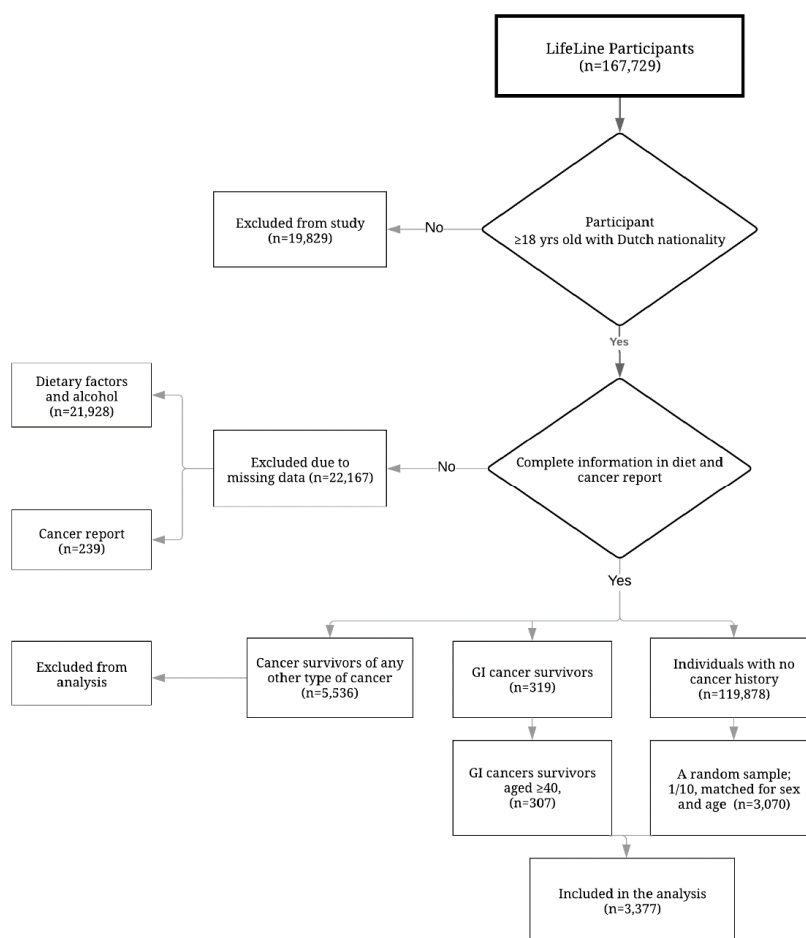 LifeLine Participants
(n=167,729)
Participant
≥18 yrs old with Dutch nationality
No
Excluded from study
(n=19,829)
Yes
Complete information in diet and
cancer report
No
Excluded due to
missing data (n=22,167)
Dietary factors
and alcohol
(n=21,928)
Cancer report
(n=239)
Yes
Cancer survivors of any
other type of cancer
(n=5,536)
Excluded from
analysis
GI cancer survivors
(n=319)
Individuals with no
cancer history
(n=119,878)
GI cancers survivors
aged ≥40,
(n=307)
A random sample;
1/10, matched for sex
and age (n=3,070)
Included in the analysis
(n=3,377)